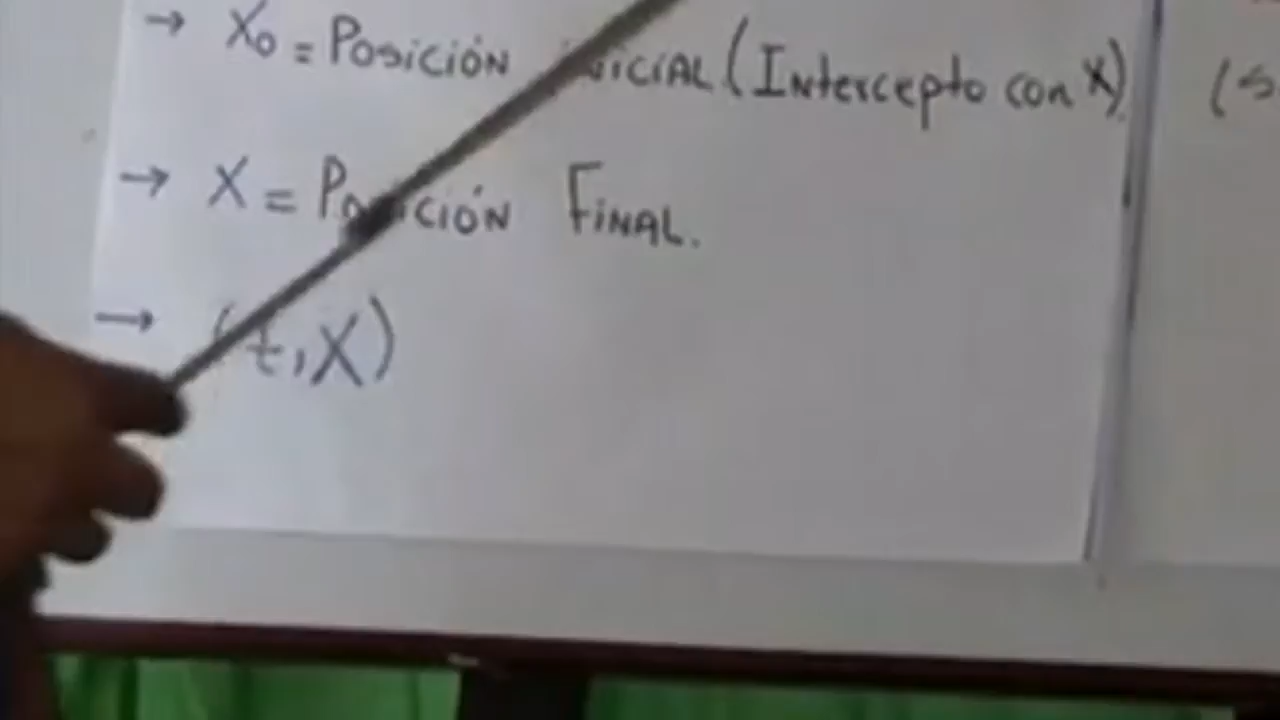 → X₀ = Posición inicial (Intercepto con X)
→ X = Posición Final.
→ (t, X)